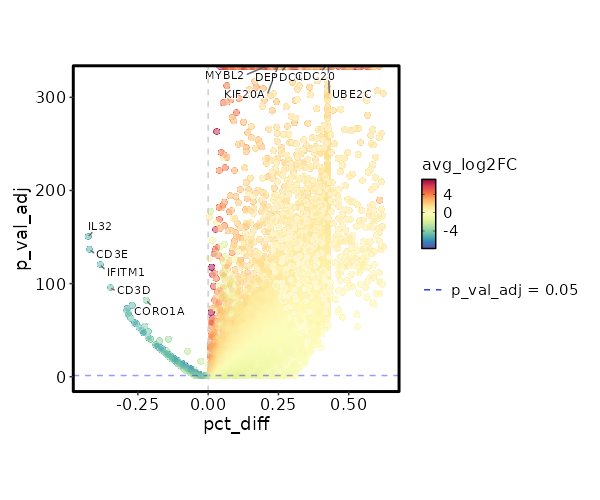 MYBL2
DEPDC1
CDC20
KIF20A
UBE2C
300
200
100
0
p_val_adj
IL32
CD3E
IFITM1
CD3D
CORO1A
-0.25
0.00
0.25
0.50
pct_diff
avg_log2FC
4
0
-4
p_val_adj = 0.05